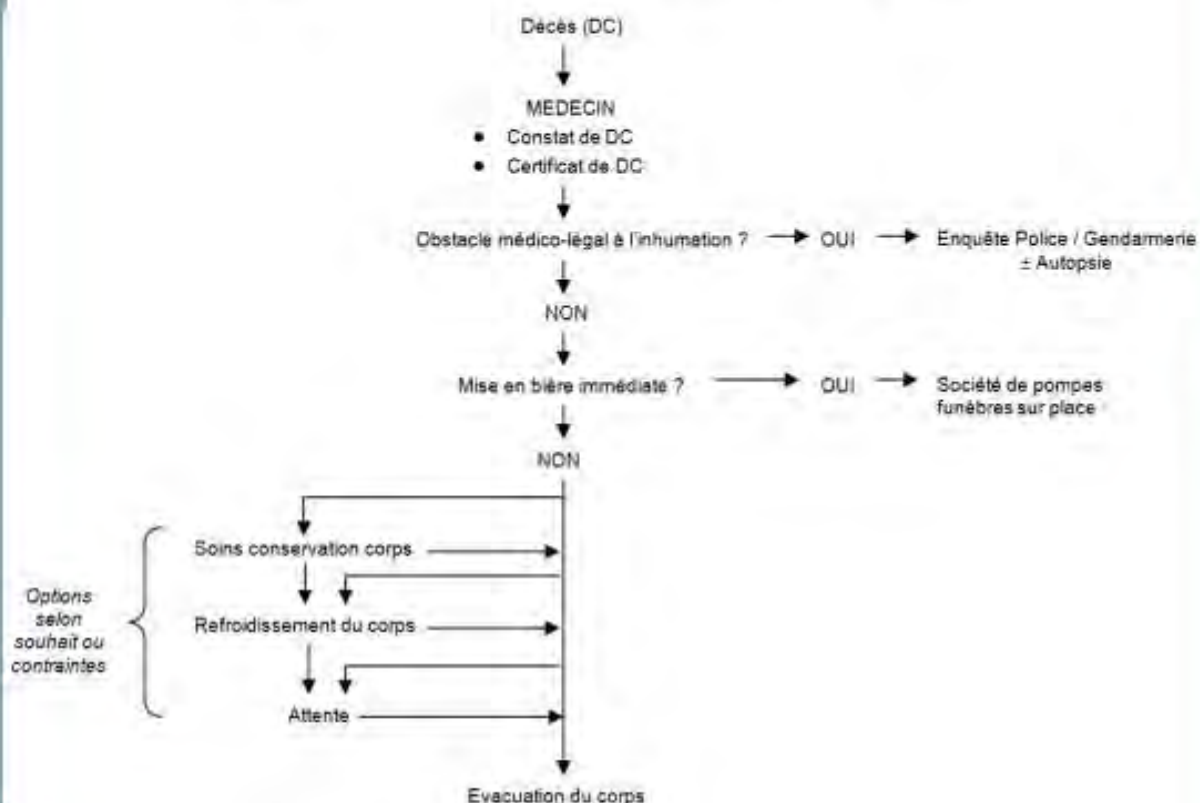 Décès (DC)
MEDECIN
• Constat de DC
• Certificat de DC
Obstacle médico-légal à l'inhumation ?
OUI
Enquête Police / Gendarmerie
± Autopsie
NON
Mise en bière immédiate ?
OUI
Société de pompes
funèbres sur place
NON
Soins conservation corps
Options
selon
souhait ou
contraintes
Refroidissement du corps
Attente
Evacuation du corps